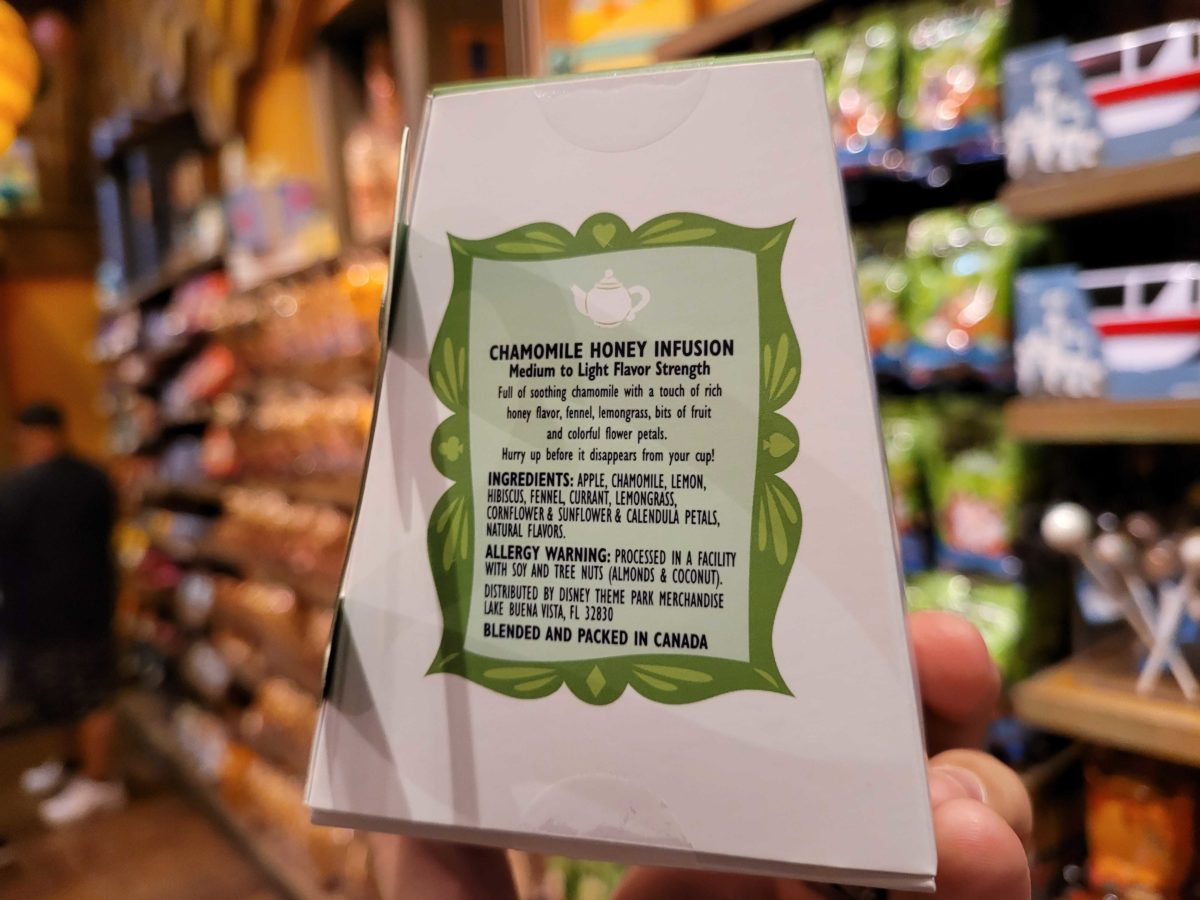 CHAMOMILE HONEY INFUSION
Medium to Light Flavor Strength
Full of soothing chamomile with a touch of rich
honey flavor, fennel, lemongrass, bits of fruit
and colorful flower petals.
Hurry up before it disappears from your cup!
INGREDIENTS: APPLE, CHAMOMILE, LEMON,
HIBISCUS, FENNEL, CURRANT, LEMONGRASS,
CORNFLOWER & SUNFLOWER & CALENDULA PETALS,
NATURAL FLAVORS.
ALLERGY WARNING: PROCESSED IN A FACILITY
WITH SOY AND TREE NUTS (ALMONDS & COCONUT).
DISTRIBUTED BY DISNEY THEME PARK MERCHANDISE
LAKE BUENA VISTA, FL 32830
BLENDED AND PACKED IN CANADA